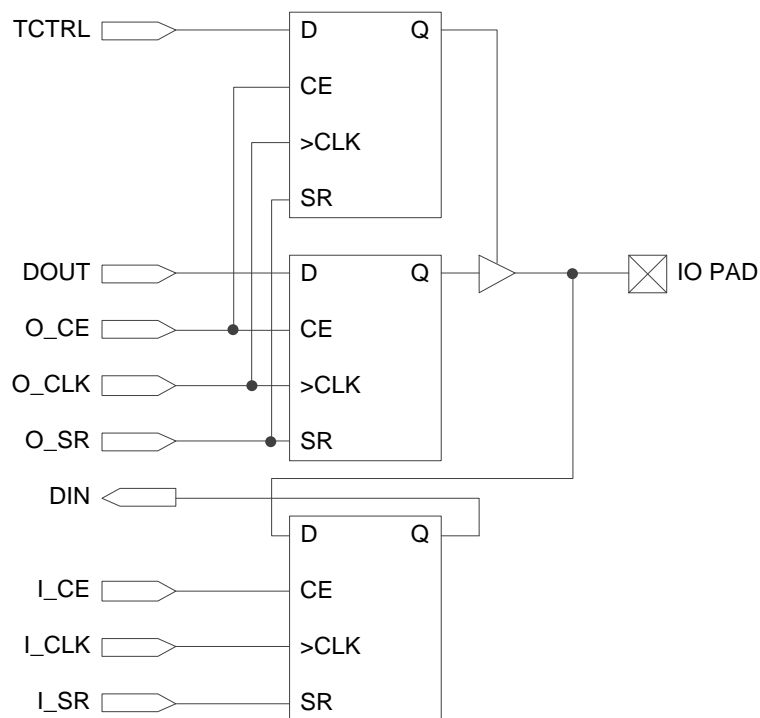 TCTRL D Q
CE
>CLK
SR
DOUT D Q IO PAD
O_CE CE
O_CLK >CLK
O_SR SR
DIN
D Q
I_CE CE
I_CLK >CLK
I_SR SR